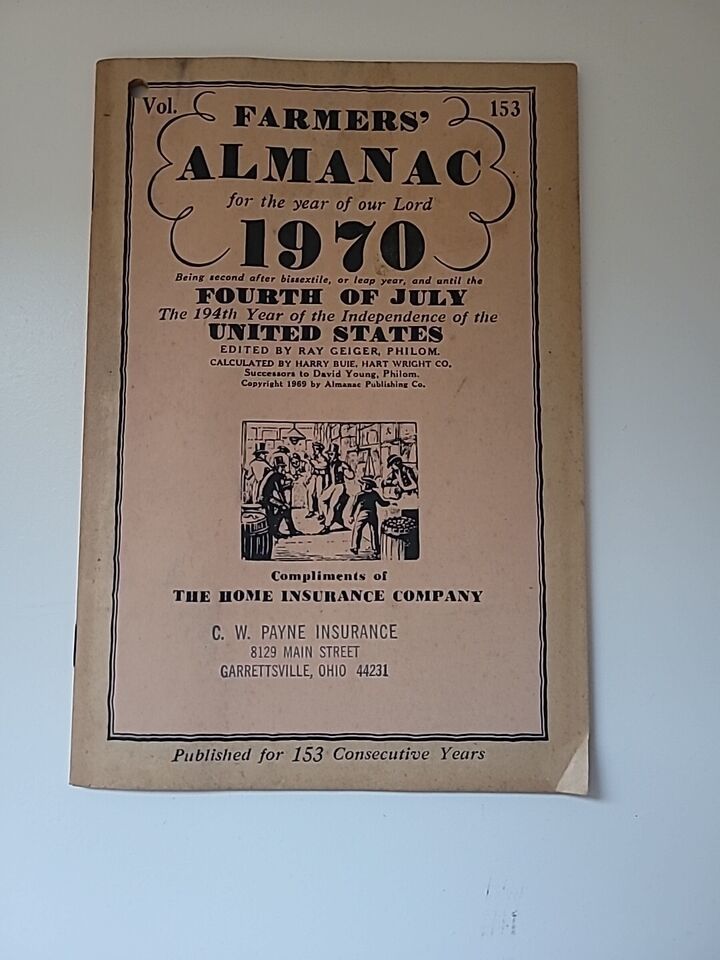 Vol. 153
FARMERS'
ALMANAC
for the year of our Lord
1970
Being second after bissextile, or leap year, and until the
FOURTH OF JULY
The 194th Year of the Independence of the
UNITED STATES
EDITED BY RAY GEIGER, PHILOM.
CALCULATED BY HARRY BUIE, HART WRIGHT CO.
Successors to David Young, Philom.
Copyright 1969 by Almanac Publishing Co.
Compliments of
THE HOME INSURANCE COMPANY
C. W. PAYNE INSURANCE
8129 MAIN STREET
GARRETTSVILLE, OHIO 44231
Published for 153 Consecutive Years